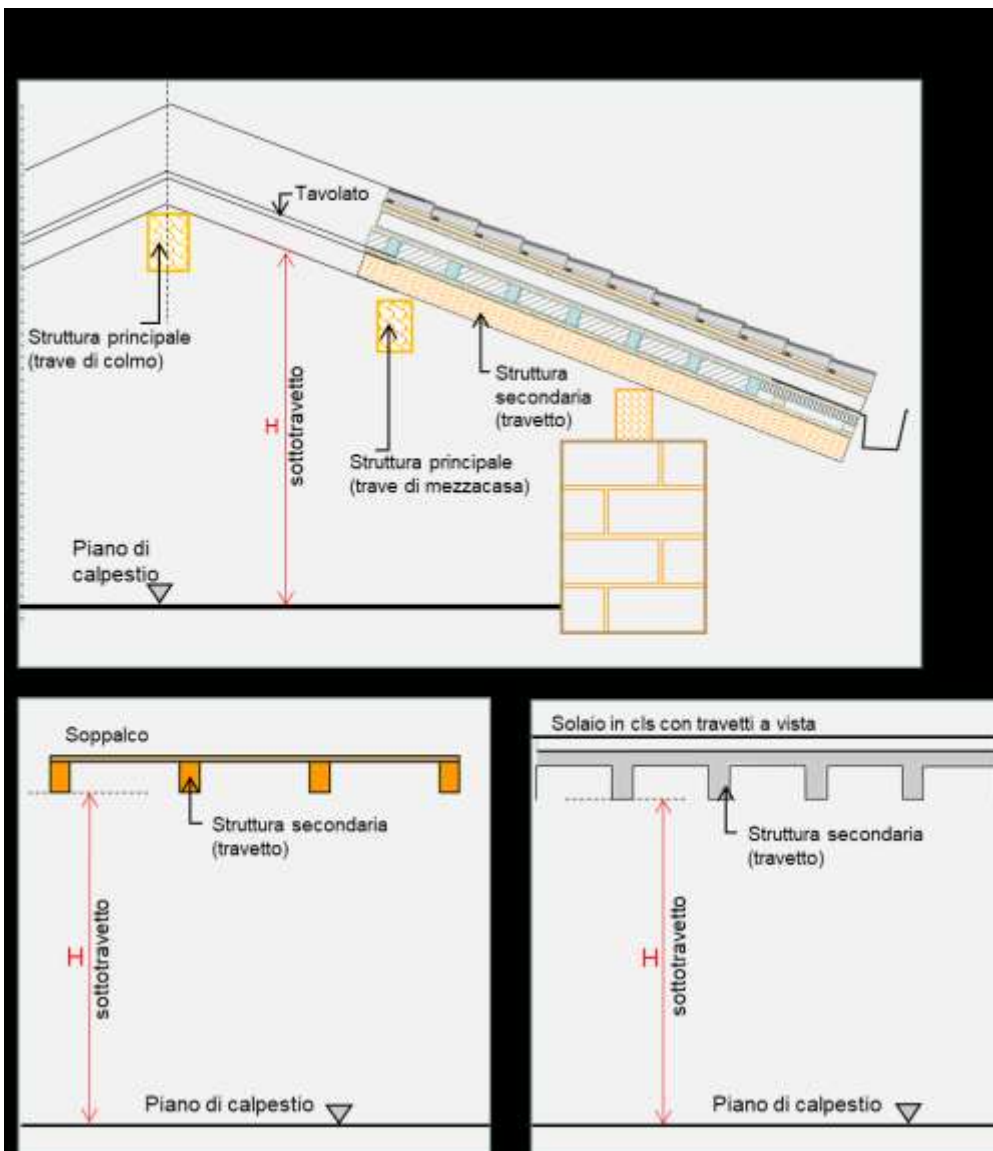 Tavolato
Struttura principale
(trave di colmo)
H
sottotravetto
Struttura
secondaria
(travetto)
Struttura principale
(trave di mezzacasa)
Piano di
calpestio
Soppalco
Struttura secondaria
(travetto)
H
sottotravetto
Piano di calpestio
Solaio in cls con travetti a vista
Struttura secondaria
(travetto)
H
sottotravetto
Piano di calpestio